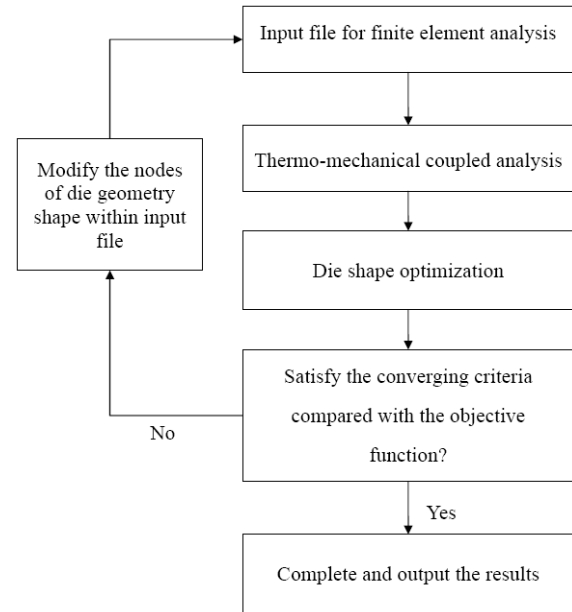 Input file for finite element analysis
Thermo-mechanical coupled analysis
Modify the nodes
of die geometry
shape within input
file
Die shape optimization
Satisfy the converging criteria
compared with the objective
function?
No
Yes
Complete and output the results